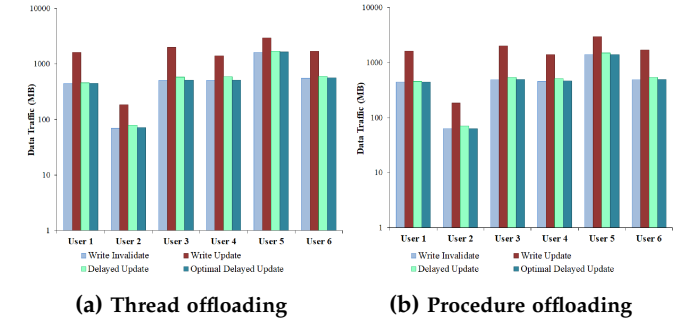 10000
1000
100
10
1
Data Traffic (MB)
User 1 User 2 User 3 User 4 User 5 User 6
Write Invalidate Write Update
Delayed Update Optimal Delayed Update
(a) Thread offloading
10000
1000
100
10
1
Data Traffic (MB)
User 1 User 2 User 3 User 4 User 5 User 6
Write Invalidate Write Update
Delayed Update Optimal Delayed Update
(b) Procedure offloading